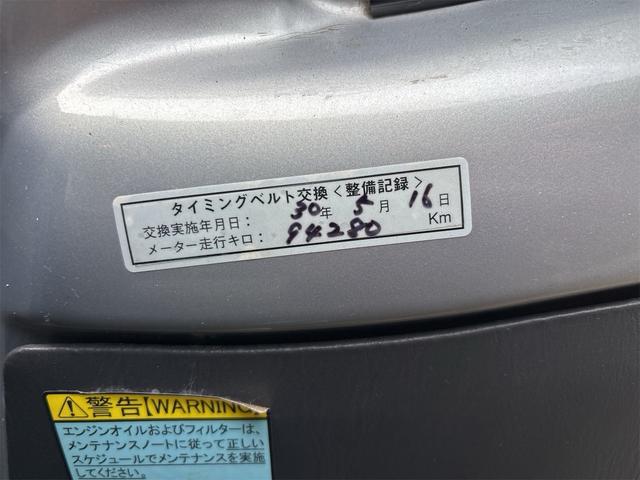 タイミングベルト交換〈整備記録〉
交換実施年月日： 30年 5月 16日
メーター走行キロ： 94280 Km
警告【WARNING】
エンジンオイルおよびフィルターは、
メンテナンスノートに従って正しい
スケジュールでメンテナンスを実施
してください。